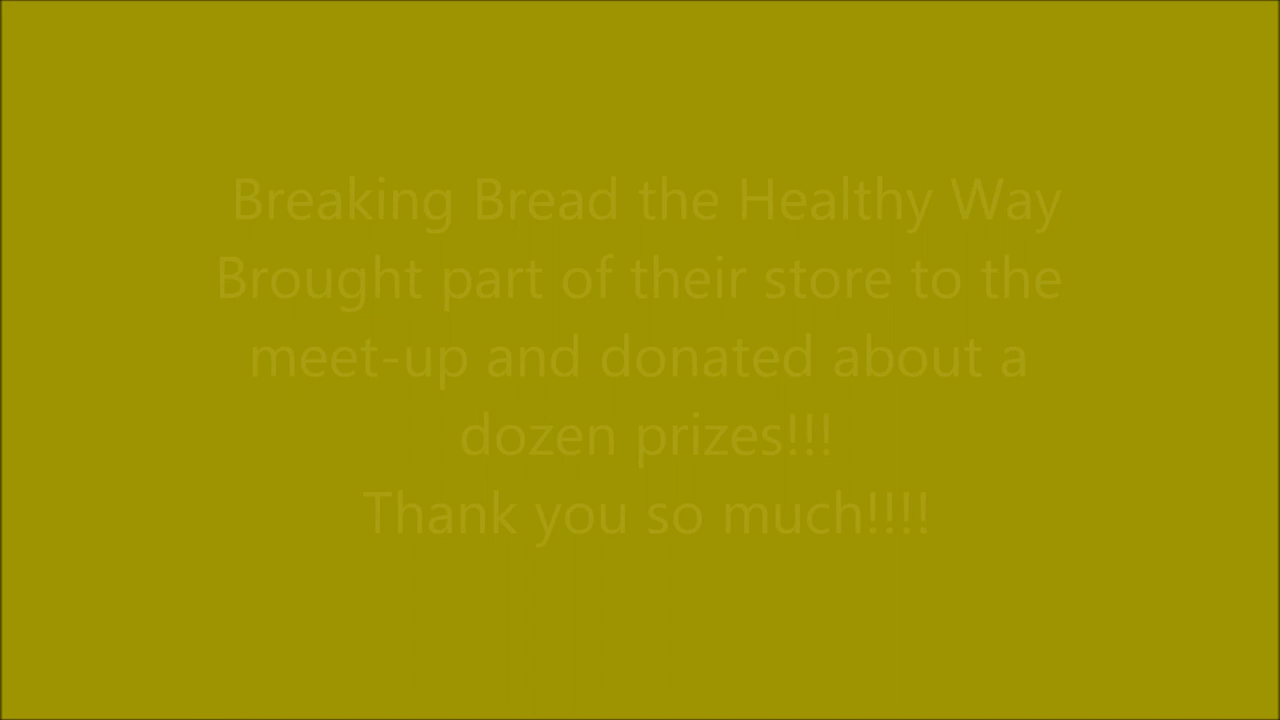 Breaking Bread the Healthy Way
Brought part of their store to the
meet-up and donated about a
dozen prizes!!!
Thank you so much!!!!